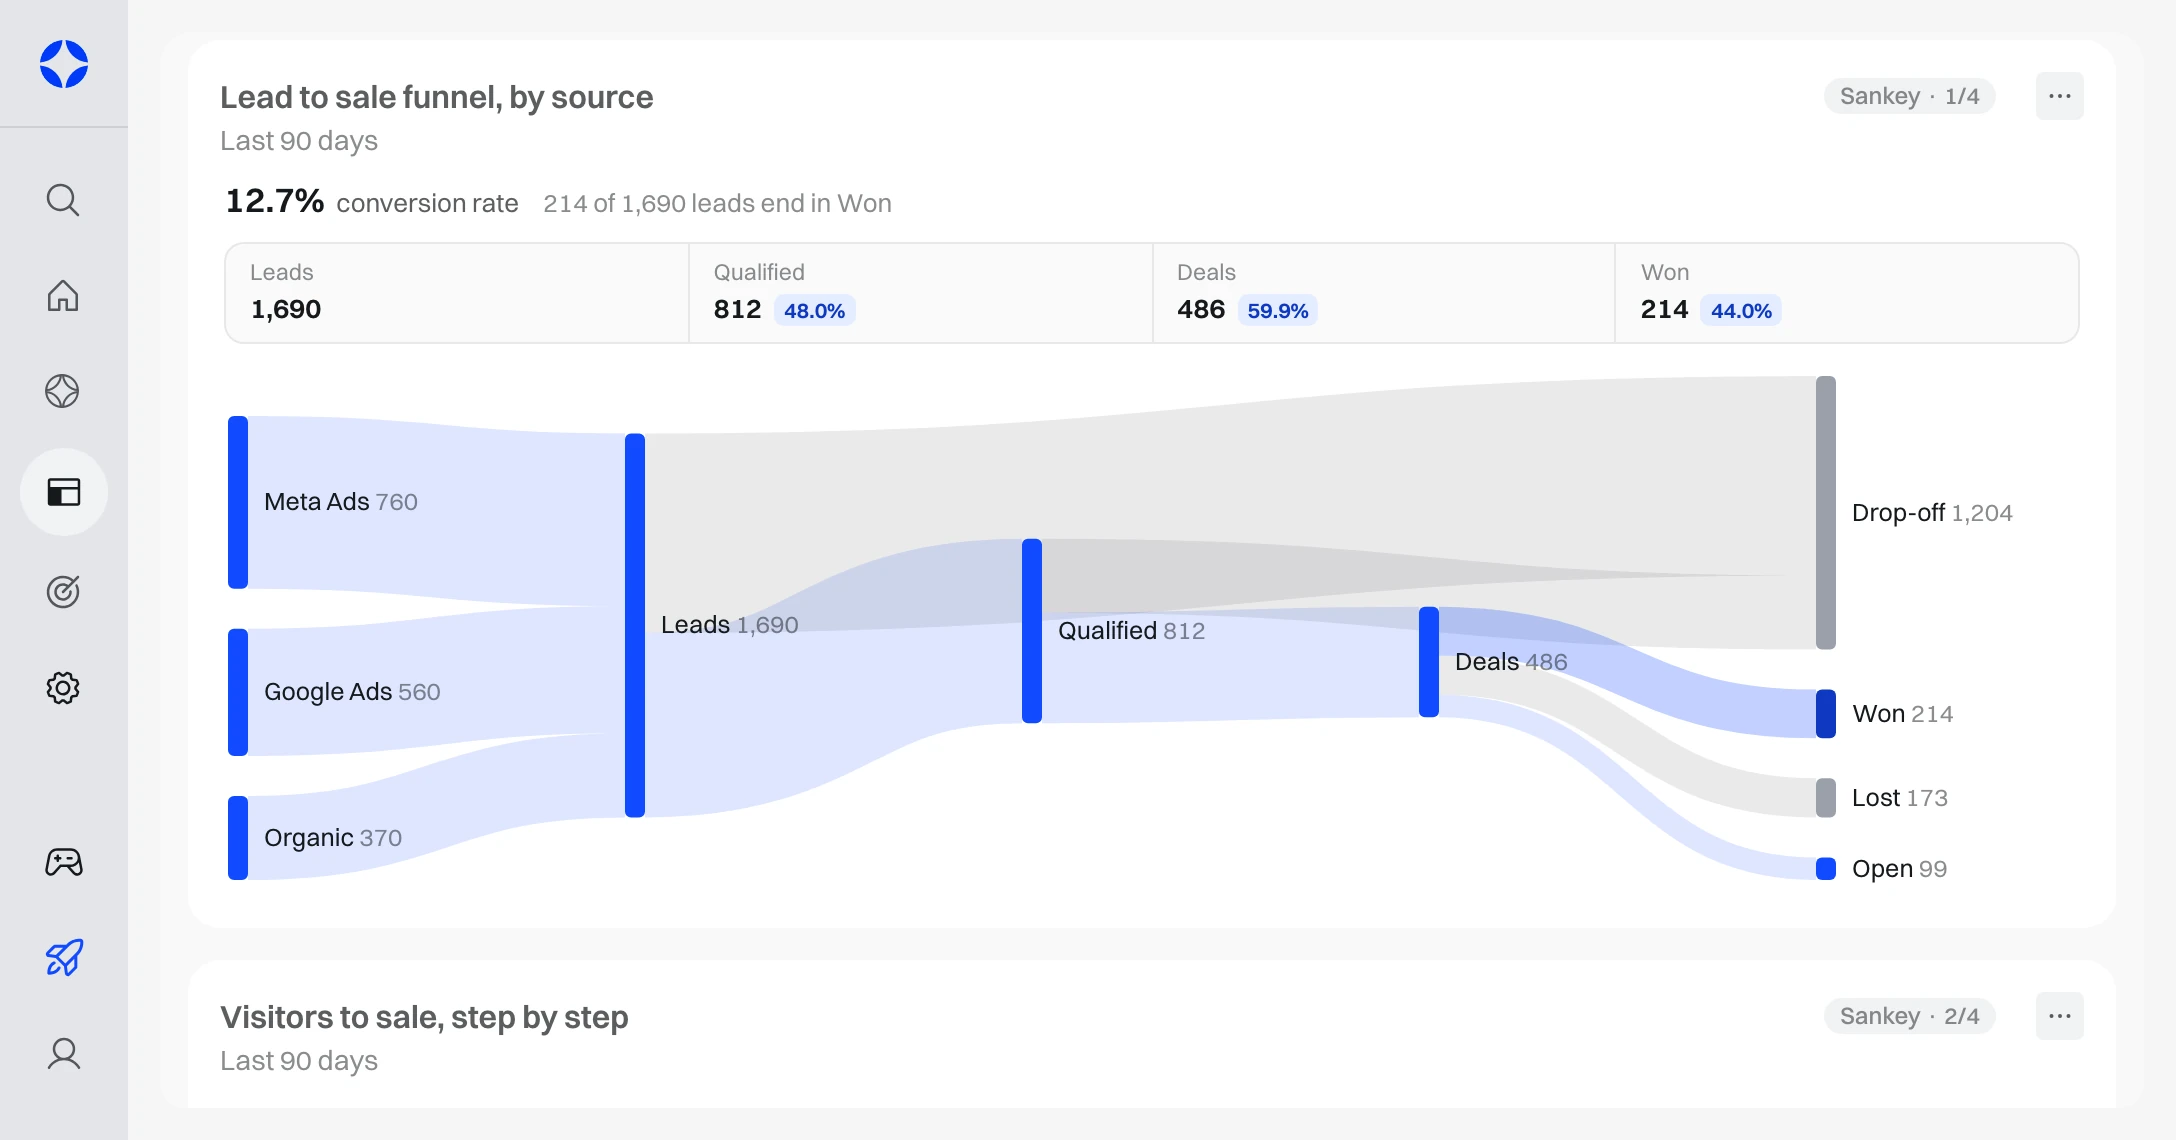 Lead to sale funnel, by source
Sankey · 1/4
Last 90 days
12.7% conversion rate 214 of 1,690 leads end in Won
Leads
1,690
Qualified
812 48.0%
Deals
486 59.9%
Won
214 44.0%
Meta Ads 760
Google Ads 560
Organic 370
Leads 1,690
Qualified 812
Deals 486
Drop-off 1,204
Won 214
Lost 173
Open 99
Visitors to sale, step by step
Sankey · 2/4
Last 90 days